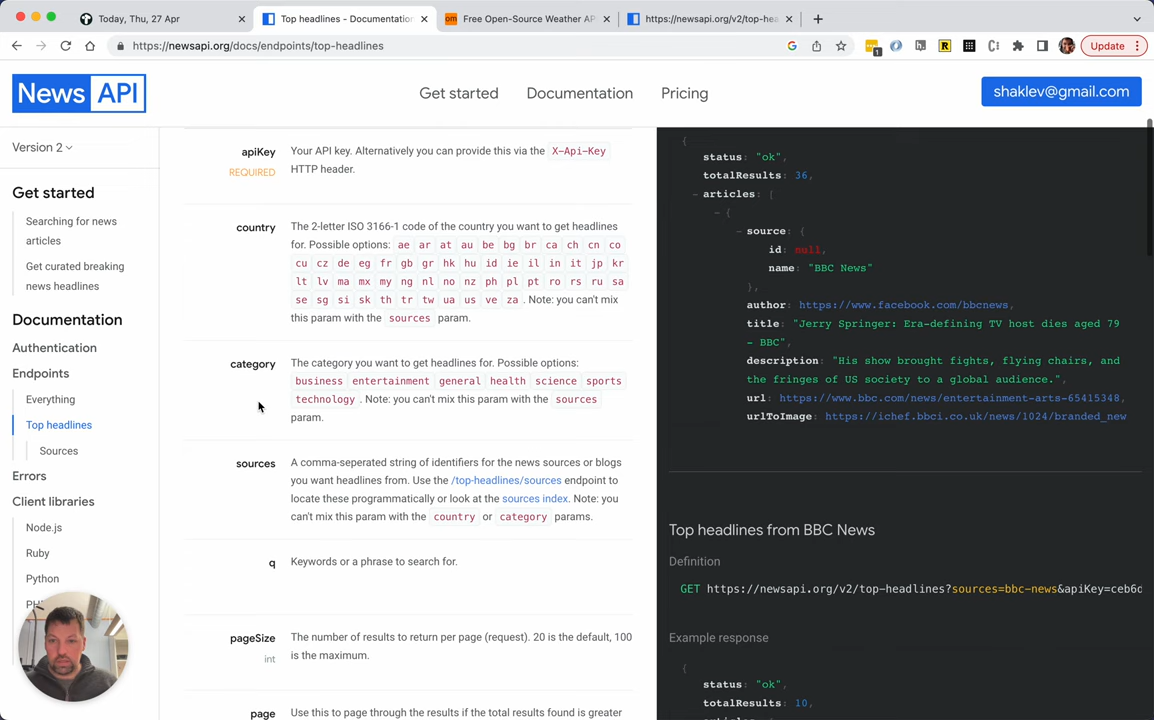 Today, Thu, 27 Apr
Top headlines - Documentation
Free Open-Source Weather AP
https://newsapi.org/v2/top-hea
https://newsapi.org/docs/endpoints/top-headlines
1
Update
News API
Get started
Documentation
Pricing
shaklev@gmail.com
Version 2
Get started
Searching for news
articles
Get curated breaking
news headlines
Documentation
Authentication
Endpoints
Everything
Top headlines
Sources
Errors
Client libraries
Node.js
Ruby
Python
apiKey
REQUIRED
Your API key. Alternatively you can provide this via the X-Api-Key
HTTP header.
country
The 2-letter ISO 3166-1 code of the country you want to get headlines
for. Possible options: ae ar at au be bg br ca ch cn co
cu cz de eg fr gb gr hk hu id ie il in it jp kr
lt lv ma mx my ng nl no nz ph pl pt ro rs ru sa
se sg si sk th tr tw ua us ve za . Note: you can't mix
this param with the sources param.
category
The category you want to get headlines for. Possible options:
business entertainment general health science sports
technology . Note: you can't mix this param with the sources
param.
sources
A comma-seperated string of identifiers for the news sources or blogs
you want headlines from. Use the /top-headlines/sources endpoint to
locate these programmatically or look at the sources index. Note: you
can't mix this param with the country or category params.
q
Keywords or a phrase to search for.
pageSize
int
The number of results to return per page (request). 20 is the default, 100
is the maximum.
page
Use this to page through the results if the total results found is greater
{
status: "ok",
totalResults: 36,
- articles: [
- {
- source: {
id: null,
name: "BBC News"
},
author: https://www.facebook.com/bbcnews,
title: "Jerry Springer: Era-defining TV host dies aged 79
- BBC",
description: "His show brought fights, flying chairs, and
the fringes of US society to a global audience.",
url: https://www.bbc.com/news/entertainment-arts-65415348,
urlToImage: https://ichef.bbci.co.uk/news/1024/branded_new
Top headlines from BBC News
Definition
GET https://newsapi.org/v2/top-headlines?sources=bbc-news&apiKey=ceb6d
Example response
{
status: "ok",
totalResults: 10,